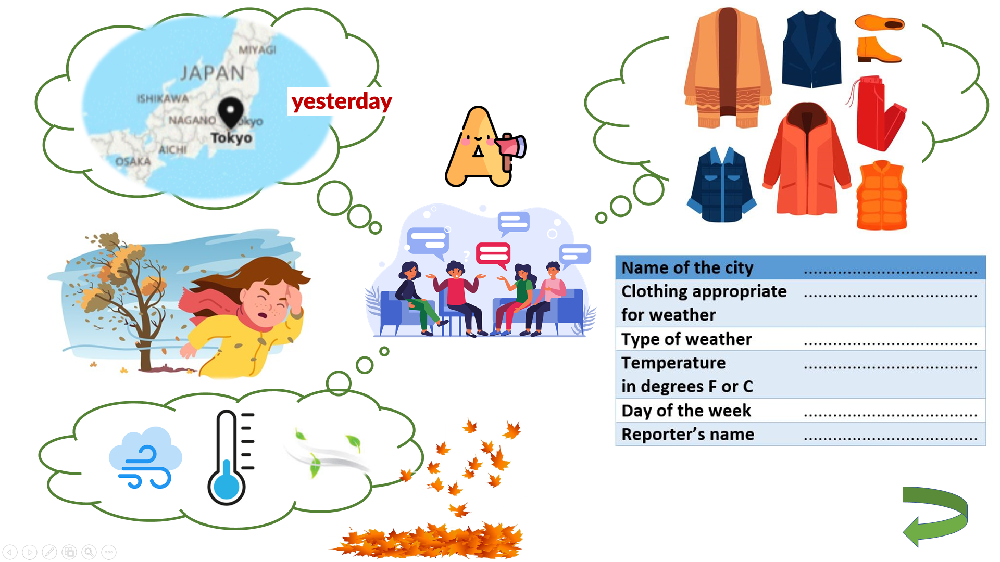 MIYAGI
JAPAN
ISHIKAWA
yesterday
NAGANO
Tokyo
AICHI
OSAKA
A
?
Name of the city ....................................
Clothing appropriate ....................................
for weather
Type of weather ....................................
Temperature ....................................
in degrees F or C
Day of the week ....................................
Reporter’s name ....................................